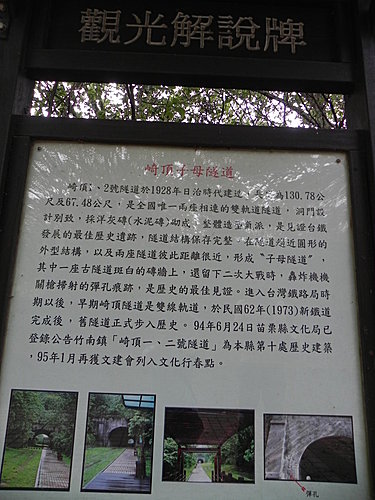 觀光解說牌
崎頂子母隧道
崎頂1、2號隧道於1928年日治時代建造，長度為130.78公
尺及67.48公尺，是全國唯一兩座相連的雙軌道隧道，洞門設
計別致，採洋灰磚(水泥磚)砌成，整體造型 派，是見證台鐵
發展的最佳歷史遺跡，隧道結構保存完整。在隧道 近圓形的
外型結構，以及兩座隧道彼此距離很近，形成〝子母隧道〞，
其中一座古隧道斑白的磚牆上，還留下二次大戰時，轟炸機機
關槍掃射的彈孔痕跡，是歷史的最佳見證。進入台灣鐵路局時
期以後，早期崎頂隧道是雙線軌道，於民國62年(1973)新鐵道
完成後，舊隧道正式步入歷史。94年6月24日苗栗縣文化局已
登錄公告竹南鎮「崎頂一、二號隧道」為本縣第十處歷史建築
，95年1月再獲文建會列入文化行春點。
彈孔